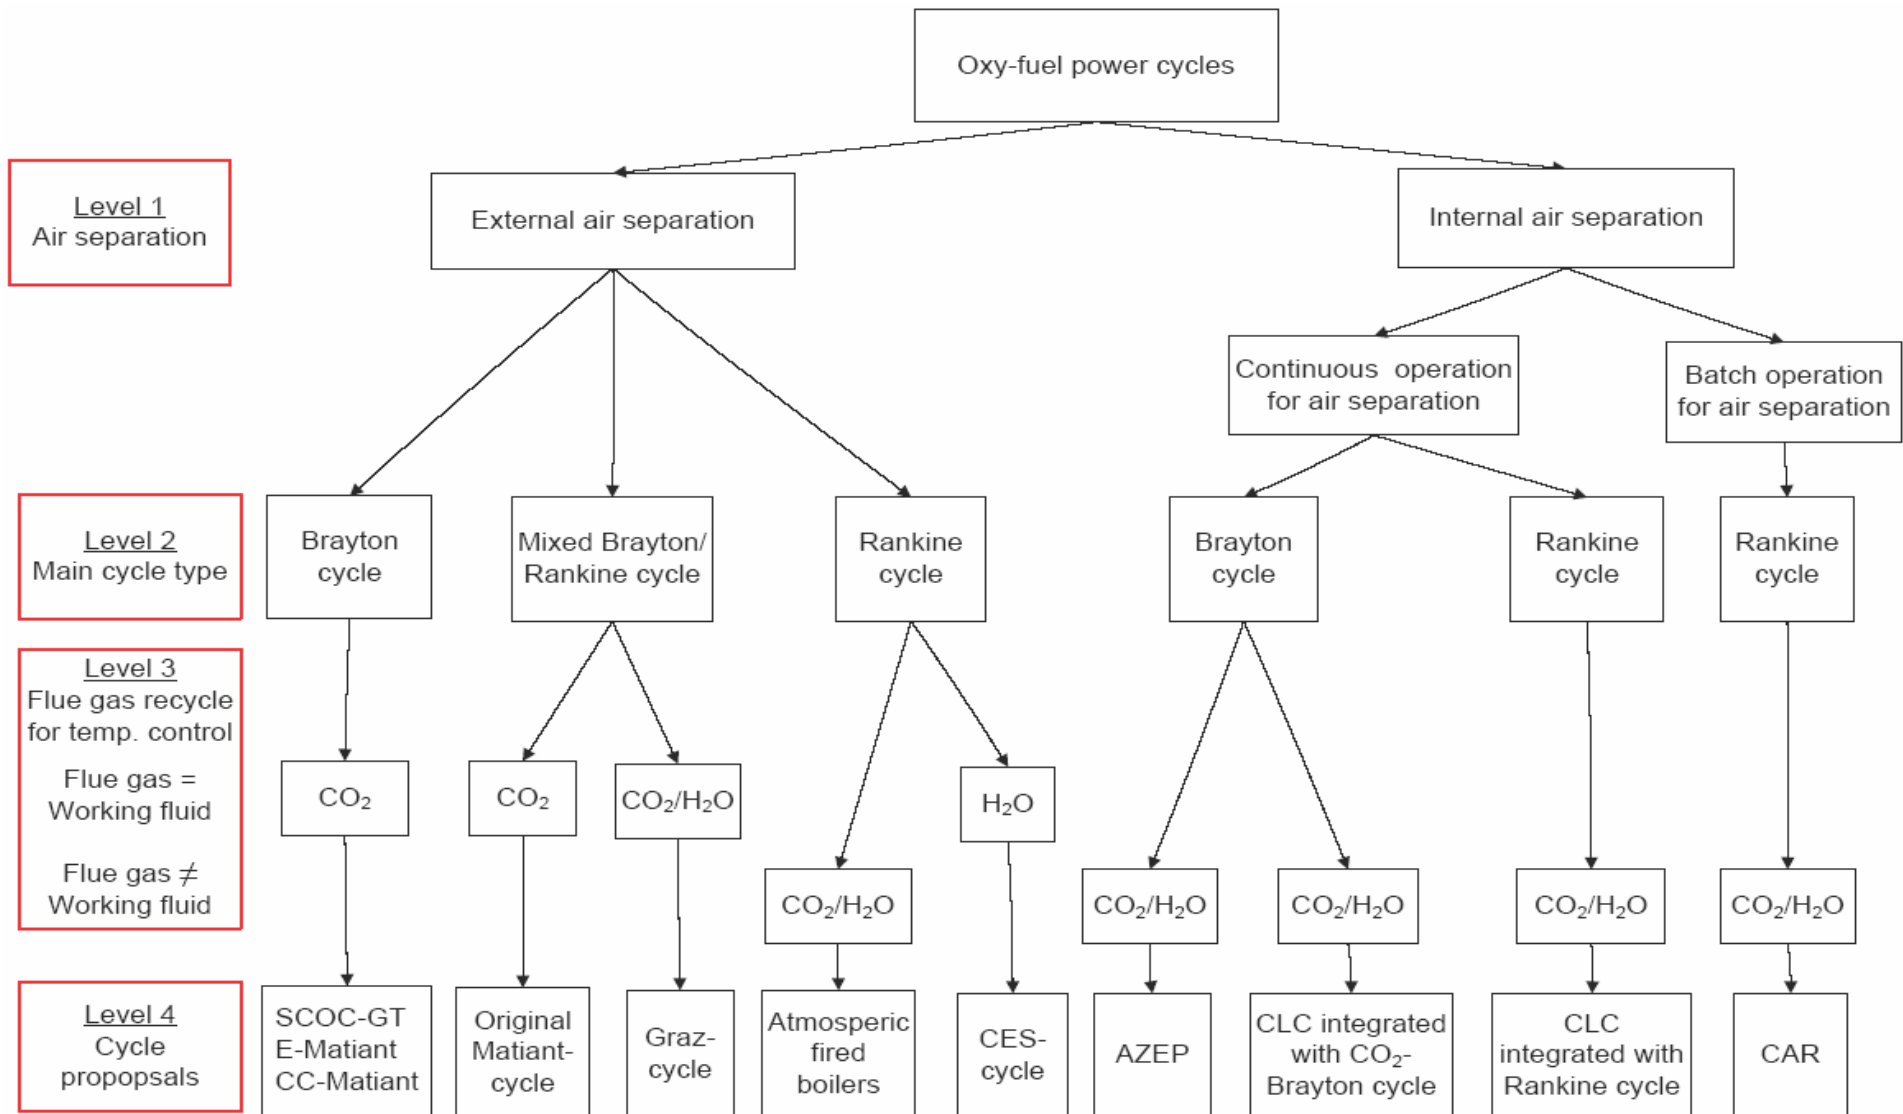 Oxy-fuel power cycles
Level 1
Air separation
External air separation
Internal air separation
Continuous operation
for air separation
Batch operation
for air separation
Level 2
Main cycle type
Brayton
cycle
Mixed Brayton/
Rankine cycle
Rankine
cycle
Brayton
cycle
Rankine
cycle
Rankine
cycle
Level 3
Flue gas recycle
for temp. control
Flue gas =
Working fluid
Flue gas ≠
Working fluid
CO₂
CO₂
CO₂/H₂O
H₂O
CO₂/H₂O
CO₂/H₂O
CO₂/H₂O
CO₂/H₂O
CO₂/H₂O
Level 4
Cycle
propopsals
SCOC-GT
E-Matiant
CC-Matiant
Original
Matiant-
cycle
Graz-
cycle
Atmosperic
fired
boilers
CES-
cycle
AZEP
CLC integrated
with CO₂-
Brayton cycle
CLC
integrated with
Rankine cycle
CAR